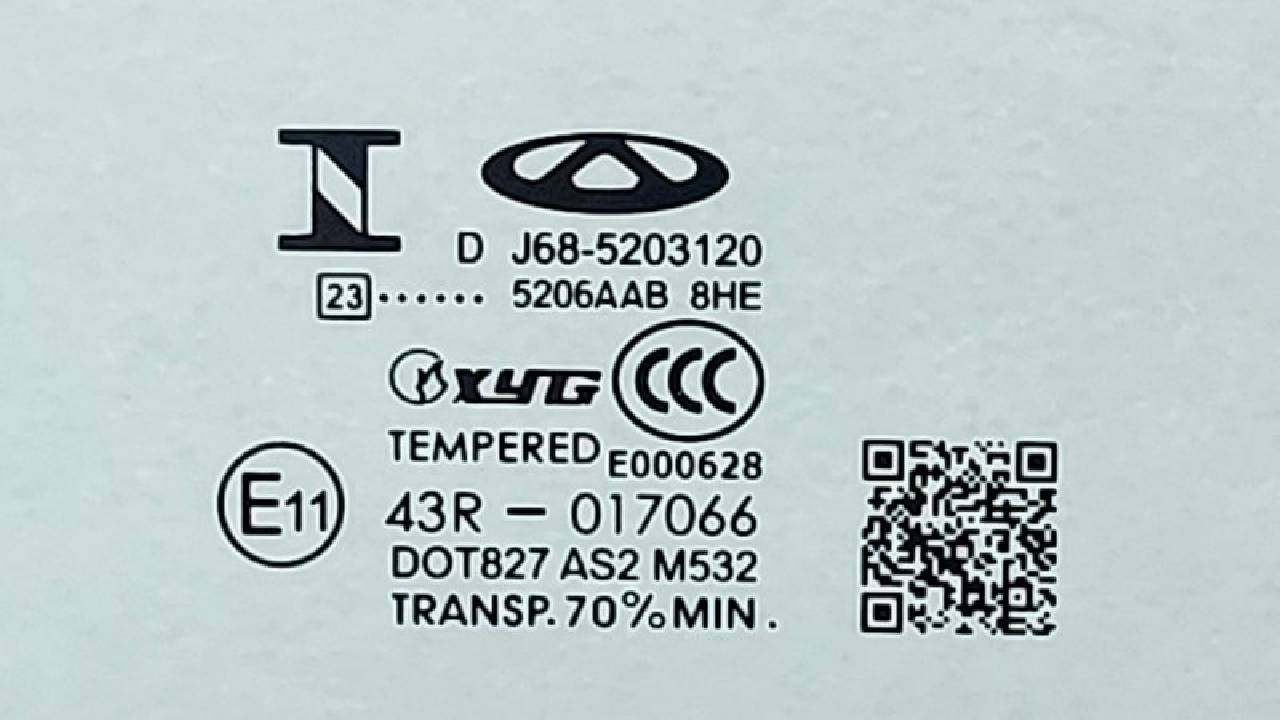 D J68-5203120
23 ...... 5206AAB 8HE
XYG CCC
TEMPERED E000628
E11 43R - 017066
DOT827 AS2 M532
TRANSP. 70%MIN.